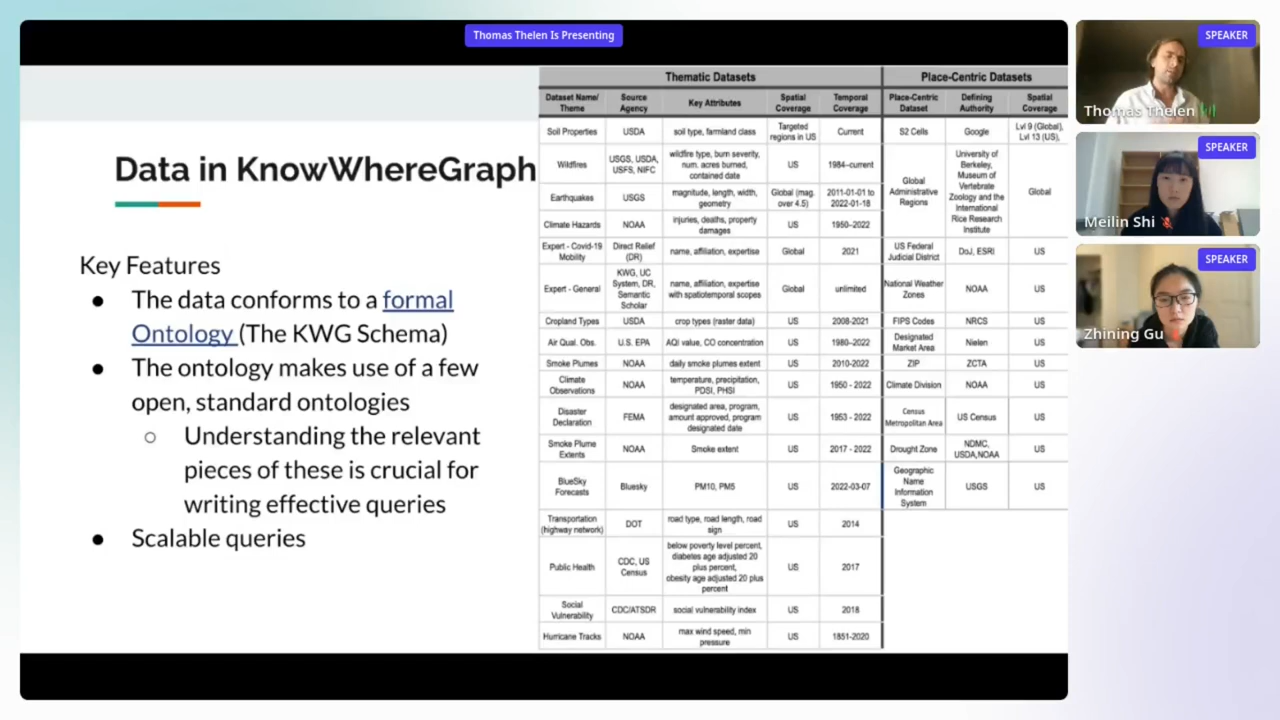 Thomas Thelen Is Presenting
Data in KnowWhereGraph
Key Features
● The data conforms to a formal
Ontology (The KWG Schema)
● The ontology makes use of a few
open, standard ontologies
○ Understanding the relevant
pieces of these is crucial for
writing effective queries
● Scalable queries
Thematic Datasets
Dataset Name/ Theme | Source Agency | Key Attributes | Spatial Coverage | Temporal Coverage
Soil Properties | USDA | soil type, farmland class | Targeted regions in US | Current
Wildfires | USGS, USDA, USFS, NIFC | wildfire type, burn severity, num. acres burned, contained date | US | 1984-current
Earthquakes | USGS | magnitude, length, width, geometry | Global (mag. over 4.5) | 2011-01-01 to 2022-01-18
Climate Hazards | NOAA | injuries, deaths, property damages | US | 1950-2022
Expert - Covid-19 Mobility | Direct Relief (DR) | name, affiliation, expertise | Global | 2021
Expert - General | KWG, UC System, DR, Semantic Scholar | name, affiliation, expertise with spatiotemporal scopes | Global | unlimited
Cropland Types | USDA | crop types (raster data) | US | 2008-2021
Air Qual. Obs. | U.S. EPA | AQI value, CO concentration | US | 1980-2022
Smoke Plumes | NOAA | daily smoke plumes extent | US | 2010-2022
Climate Observations | NOAA | temperature, precipitation, PDSI, PHSI | US | 1950 - 2022
Disaster Declaration | FEMA | designated area, program, amount approved, program designated date | US | 1953 - 2022
Smoke Plume Extents | NOAA | Smoke extent | US | 2017 - 2022
BlueSky Forecasts | Bluesky | PM10, PM5 | US | 2022-03-07
Transportation (highway network) | DOT | road type, road length, road sign | US | 2014
Public Health | CDC, US Census | below poverty level percent, diabetes age adjusted 20 plus percent, obesity age adjusted 20 plus percent | US | 2017
Social Vulnerability | CDC/ATSDR | social vulnerability index | US | 2018
Hurricane Tracks | NOAA | max wind speed, min pressure | US | 1851-2020
Place-Centric Datasets
Place-Centric Dataset | Defining Authority | Spatial Coverage
S2 Cells | Google | Lvl 9 (Global), Lvl 13 (US),
Global Administrative Regions | University of Berkeley, Museum of Vertebrate Zoology and the International Rice Research Institute | Global
US Federal Judicial District | DoJ, ESRI | US
National Weather Zones | NOAA | US
FIPS Codes | NRCS | US
Designated Market Area | Nielen | US
ZIP | ZCTA | US
Climate Division | NOAA | US
Census Metropolitan Area | US Census | US
Drought Zone | NDMC, USDA,NOAA | US
Geographic Name Information System | USGS | US
SPEAKER
Thomas Thelen
SPEAKER
Meilin Shi
SPEAKER
Zhining Gu